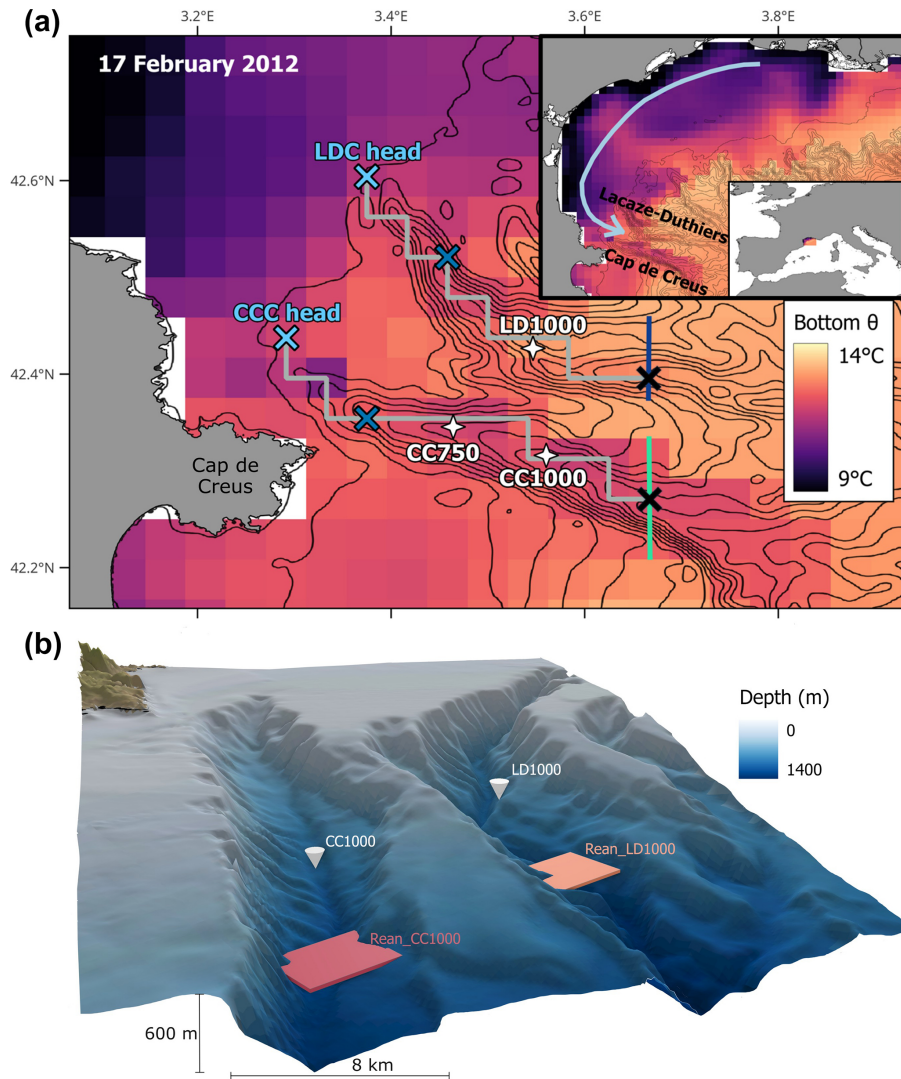 (a)
3.2°E
3.4°E
3.6°E
3.8°E
17 February 2012
LDC head
42.6°N
Lacaze-Duthiers
Cap de Creus
CCC head
LD1000
Bottom θ
14°C
9°C
42.4°N
CC750
CC1000
Cap de
Creus
42.2°N
(b)
Depth (m)
0
1400
LD1000
CC1000
Rean_LD1000
Rean_CC1000
600 m
8 km